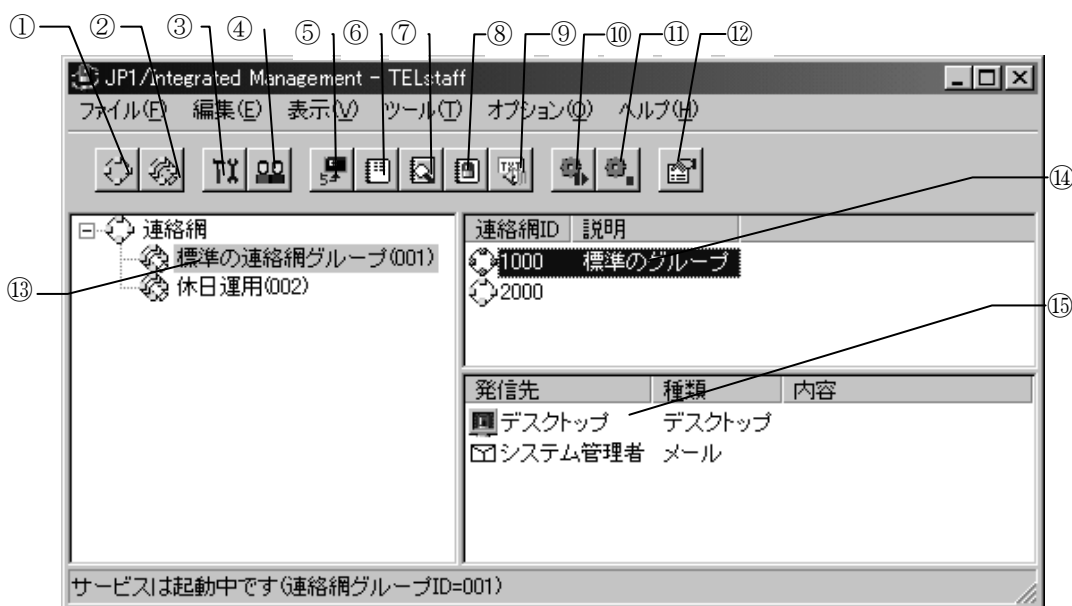 ① ② ③ ④ ⑤ ⑥ ⑦ ⑧ ⑨ ⑩ ⑪ ⑫
JP1/Integrated Management - TELstaff
ファイル(F) 編集(E) 表示(V) ツール(T) オプション(O) ヘルプ(H)
⑭
連絡網
標準の連絡網グループ(001)
休日運用(002)
⑬
連絡網ID 説明
1000 標準のグループ
2000
⑮
発信先 種類 内容
デスクトップ デスクトップ
システム管理者 メール
サービスは起動中です(連絡網グループID=001)